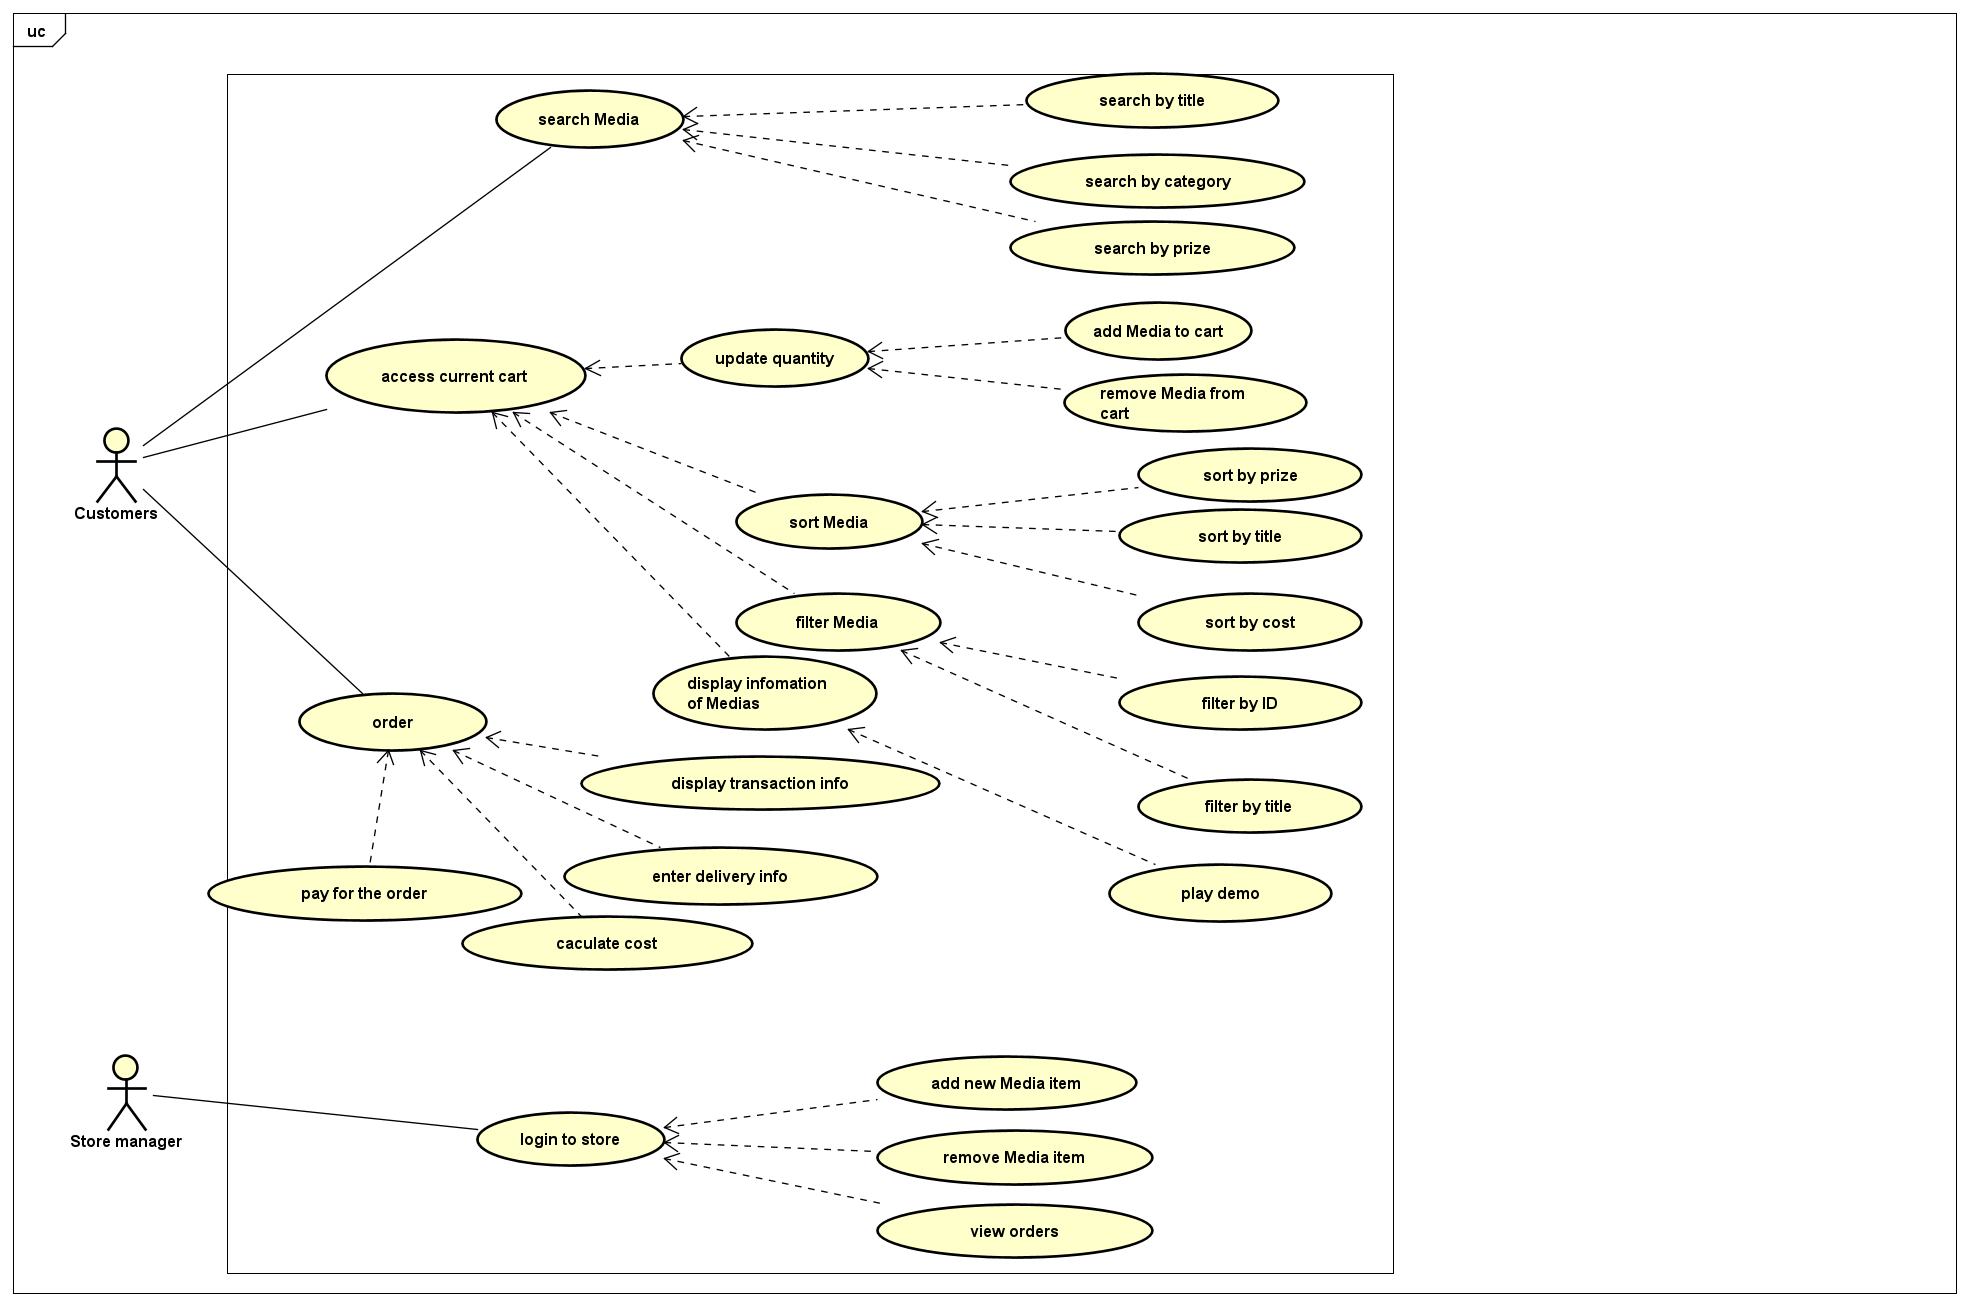 uc
search by title
search Media
search by category
search by prize
add Media to cart
update quantity
access current cart
remove Media from
cart
sort by prize
Customers
sort Media
sort by title
filter Media
sort by cost
display infomation
of Medias
filter by ID
order
display transaction info
filter by title
enter delivery info
pay for the order
play demo
caculate cost
add new Media item
Store manager
login to store
remove Media item
view orders